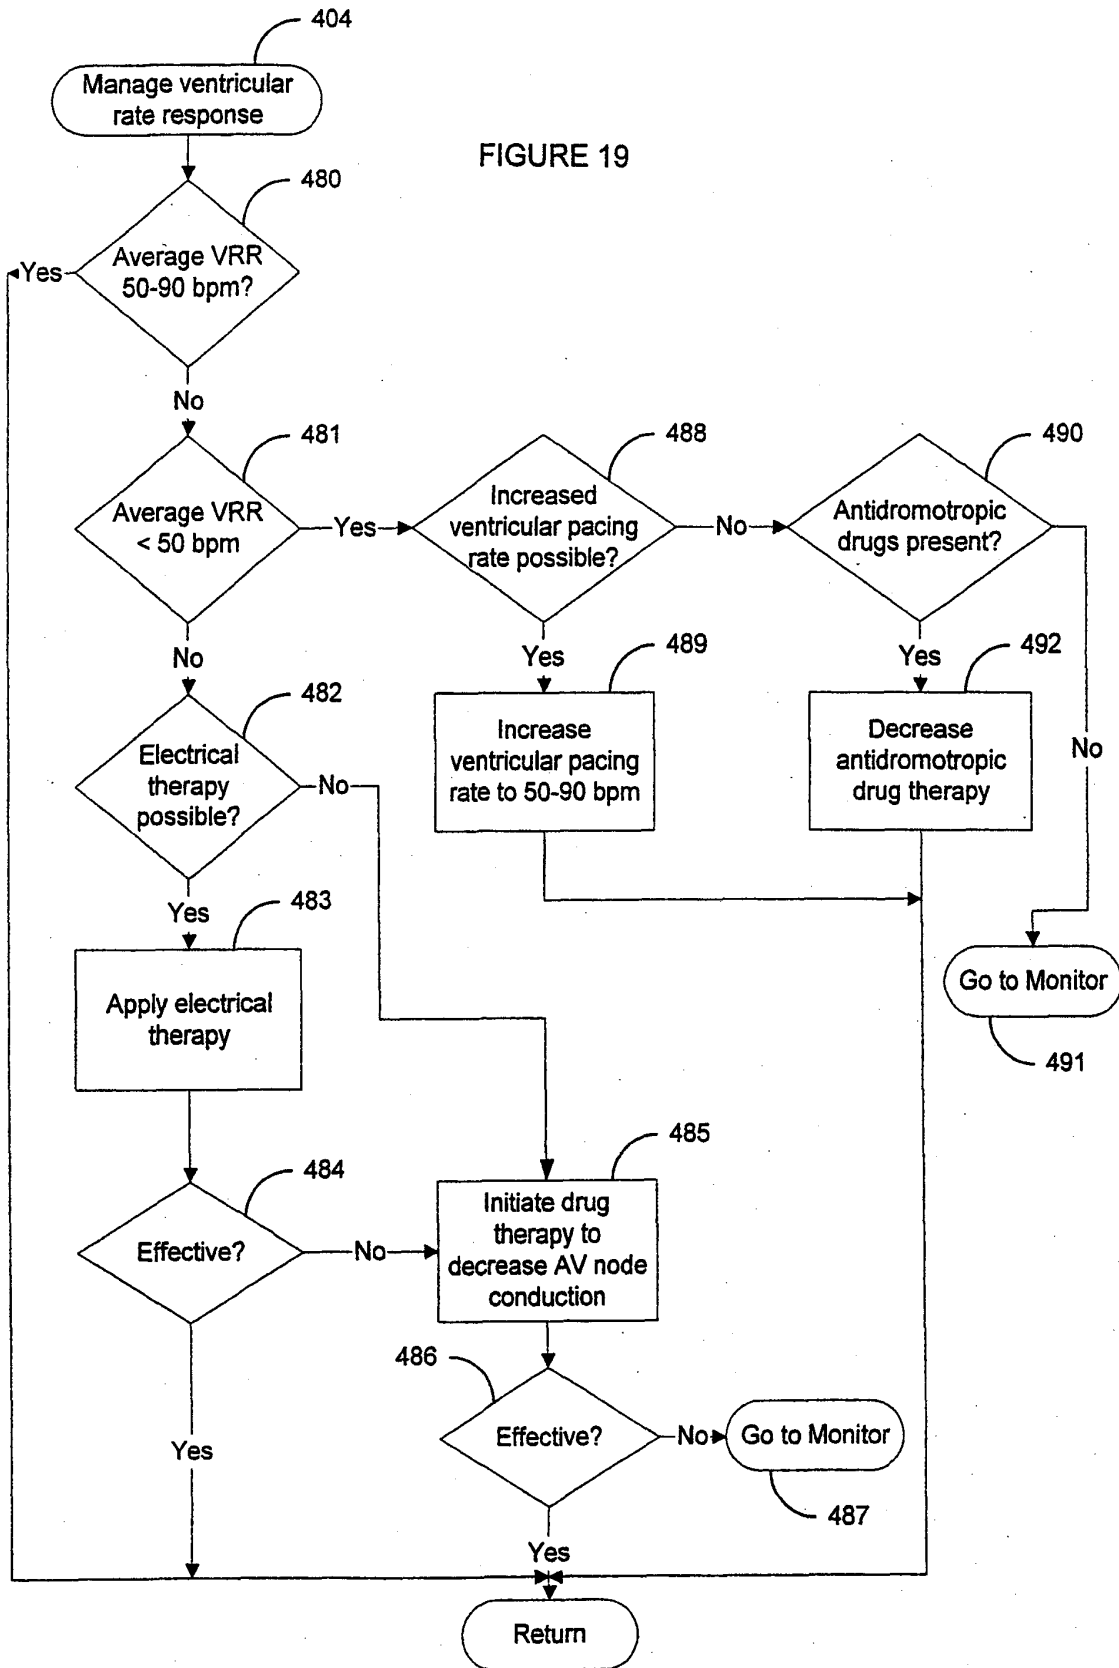 404
Manage ventricular
rate response
FIGURE 19
480
Average VRR
50-90 bpm?
Yes
No
481
Average VRR
< 50 bpm
Yes
488
Increased
ventricular pacing
rate possible?
No
490
Antidromotropic
drugs present?
No
Yes
489
Yes
492
No
482
Electrical
therapy
possible?
No
Increase
ventricular pacing
rate to 50-90 bpm
Decrease
antidromotropic
drug therapy
Yes
483
Apply electrical
therapy
Go to Monitor
491
484
Effective?
No
485
Initiate drug
therapy to
decrease AV node
conduction
486
Effective?
No
Go to Monitor
487
Yes
Yes
Return